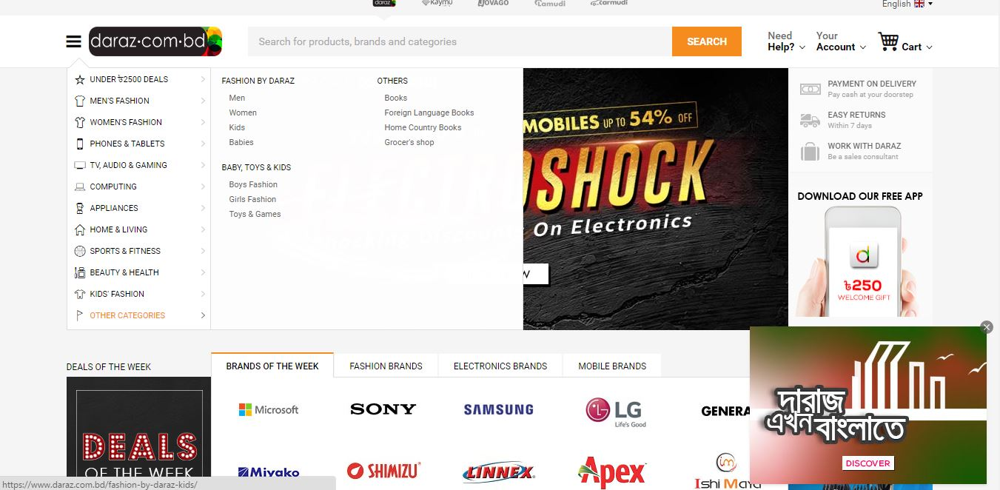 daraz
kaymu
JOVAGO
Lamudi
carmudi
English
daraz·com·bd
Search for products, brands and categories
SEARCH
Need
Help?
Your
Account
Cart
UNDER ৳2500 DEALS
MEN'S FASHION
WOMEN'S FASHION
PHONES & TABLETS
TV, AUDIO & GAMING
COMPUTING
APPLIANCES
HOME & LIVING
SPORTS & FITNESS
BEAUTY & HEALTH
KIDS' FASHION
OTHER CATEGORIES
FASHION BY DARAZ
Men
Women
Kids
Babies
BABY, TOYS & KIDS
Boys Fashion
Girls Fashion
Toys & Games
OTHERS
Books
Foreign Language Books
Home Country Books
Grocer's shop
MOBILES UP TO 54% OFF
OSHOCK
Shocking Discounts On Electronics
W
PAYMENT ON DELIVERY
Pay cash at your doorstep
EASY RETURNS
Within 7 days
WORK WITH DARAZ
Be a sales consultant
DOWNLOAD OUR FREE APP
d
৳250
WELCOME GIFT
DEALS OF THE WEEK
BRANDS OF THE WEEK
FASHION BRANDS
ELECTRONICS BRANDS
MOBILE BRANDS
DEALS
OF THE WEEK
Microsoft
SONY
SAMSUNG
LG
Life's Good
GENERA
Miyako
SHIMIZU
LINNEX
Apex
im
Ishi Maya
দারাজ
এখন বাংলাতে
DISCOVER
https://www.daraz.com.bd/fashion-by-daraz-kids/